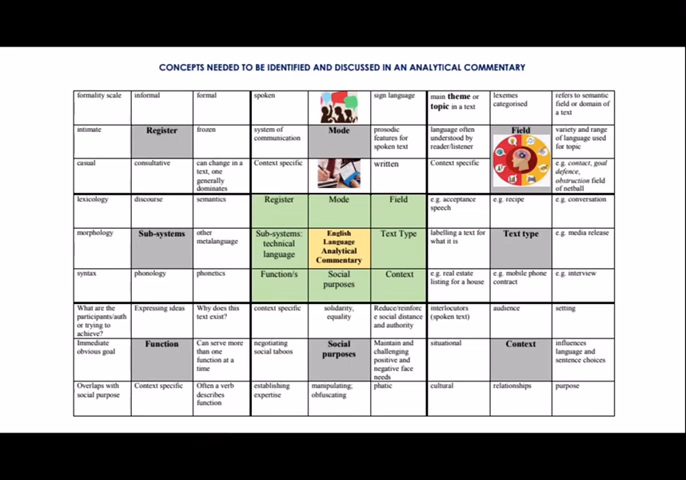 CONCEPTS NEEDED TO BE IDENTIFIED AND DISCUSSED IN AN ANALYTICAL COMMENTARY
formality scale
informal
formal
spoken
sign language
main theme or
topic in a text
lexemes
categorised
refers to semantic
field or domain of
a text
intimate
Register
frozen
system of
communication
Mode
prosodic
features for
spoken text
language often
understood by
reader/listener
Field
variety and range
of language used
for topic
casual
consultative
can change in a
text, one
generally
dominates
Context specific
written
Context specific
e.g. contact, goal
defence,
obstruction field
of netball
lexicology
discourse
semantics
Register
Mode
Field
e.g. acceptance
speech
e.g. recipe
e.g. conversation
morphology
Sub-systems
other
metalanguage
Sub-systems:
technical
language
English
Language
Analytical
Commentary
Text Type
labelling a text for
what it is
Text type
e.g. media release
syntax
phonology
phonetics
Function/s
Social
purposes
Context
e.g. real estate
listing for a house
e.g. mobile phone
contract
e.g. interview
What are the
participants/auth
or trying to
achieve?
Expressing ideas
Why does this
text exist?
context specific
solidarity,
equality
Reduce/reinforc
e social distance
and authority
interlocutors
(spoken text)
audience
setting
Immediate
obvious goal
Function
Can serve more
than one
function at a
time
negotiating
social taboos
Social
purposes
Maintain and
challenging
positive and
negative face
needs
situational
Context
influences
language and
sentence choices
Overlaps with
social purpose
Context specific
Often a verb
describes
function
establishing
expertise
manipulating,
obfuscating
phatic
cultural
relationships
purpose